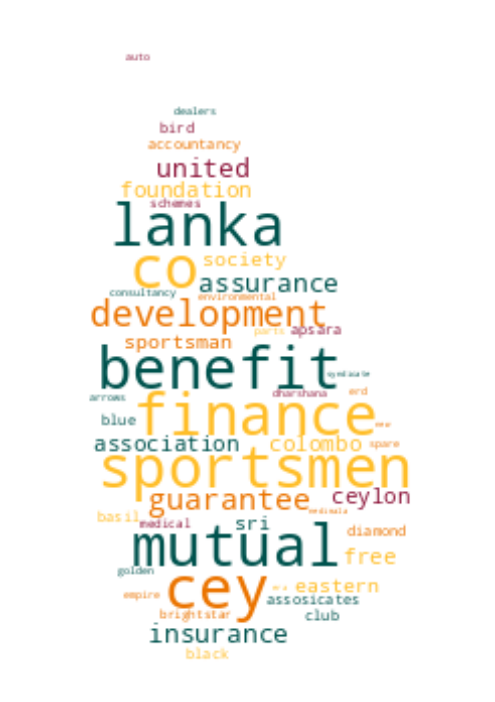 auto
dealers
bird
accountancy
united
foundation
schemes
lanka
co society
assurance
consultancy environmental
development
parts apsara
sportsman
benefit syndicate
dharshana erd
arrows
finance
blue
association colombo spare
sportsmen
guarantee ceylon
basil medical sri
diamond
mutual free
golden
cey eastern
empire assosicates
brightstar club
insurance
black